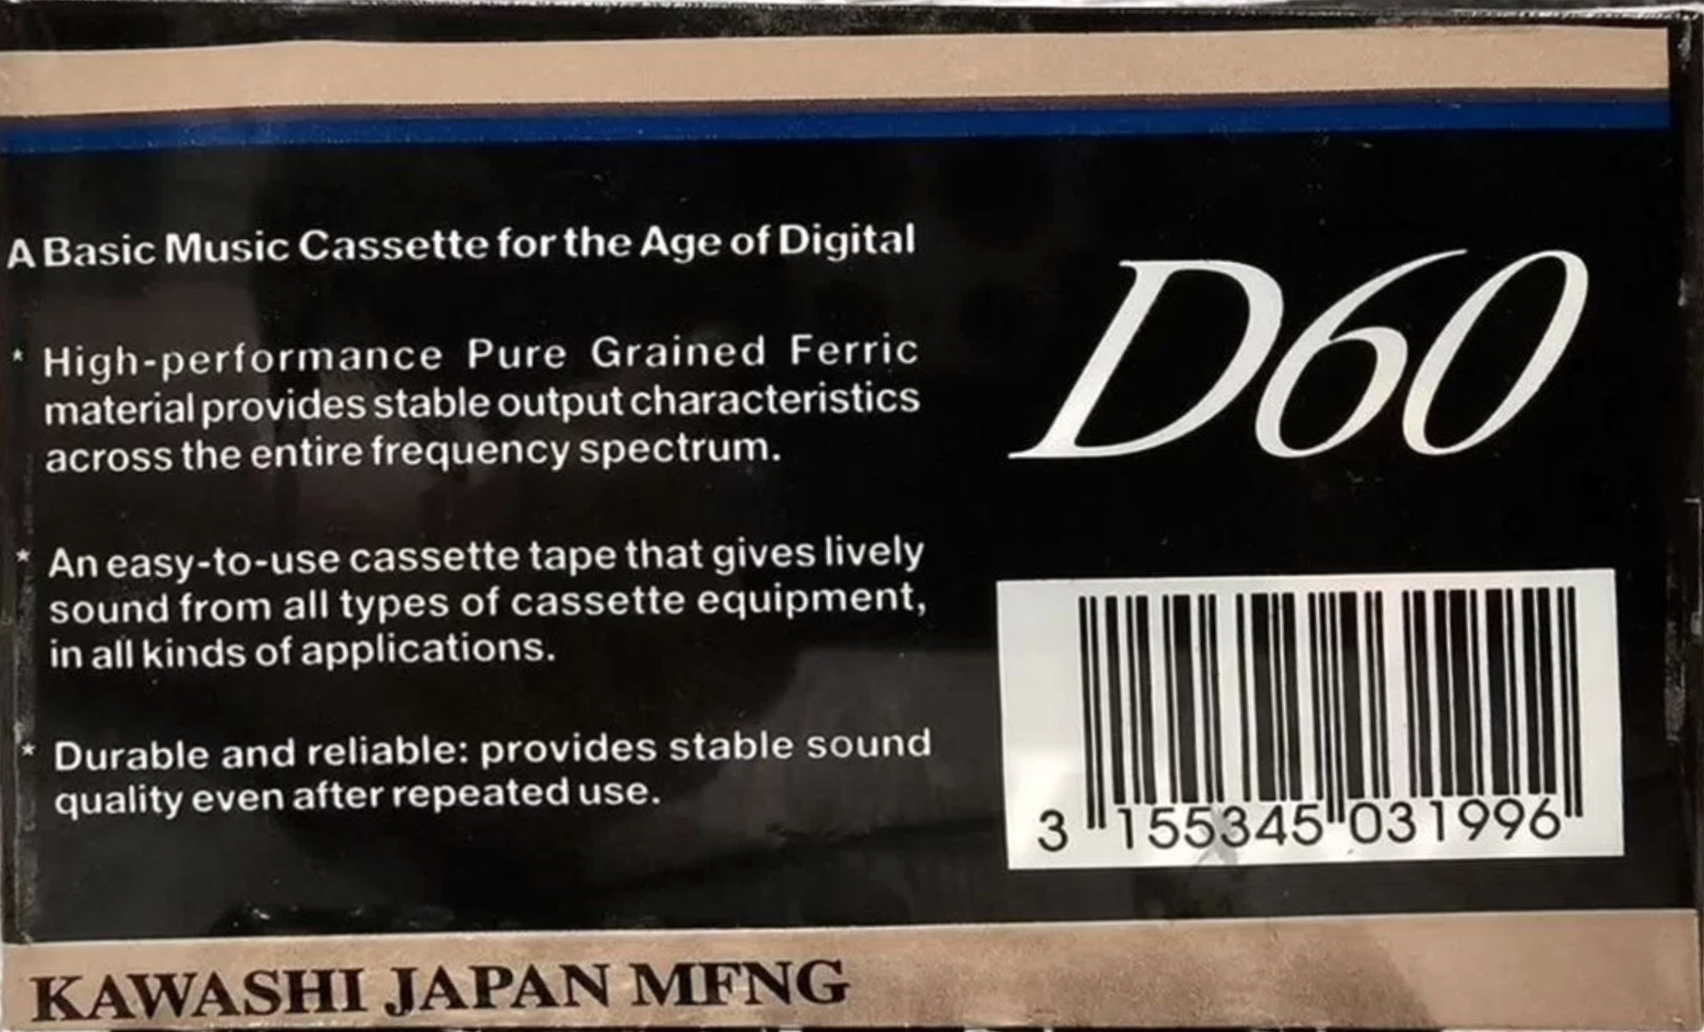 A Basic Music Cassette for the Age of Digital
* High-performance Pure Grained Ferric
material provides stable output characteristics
across the entire frequency spectrum.
* An easy-to-use cassette tape that gives lively
sound from all types of cassette equipment,
in all kinds of applications.
* Durable and reliable: provides stable sound
quality even after repeated use.
D60
3 155345 031996
KAWASHI JAPAN MFNG